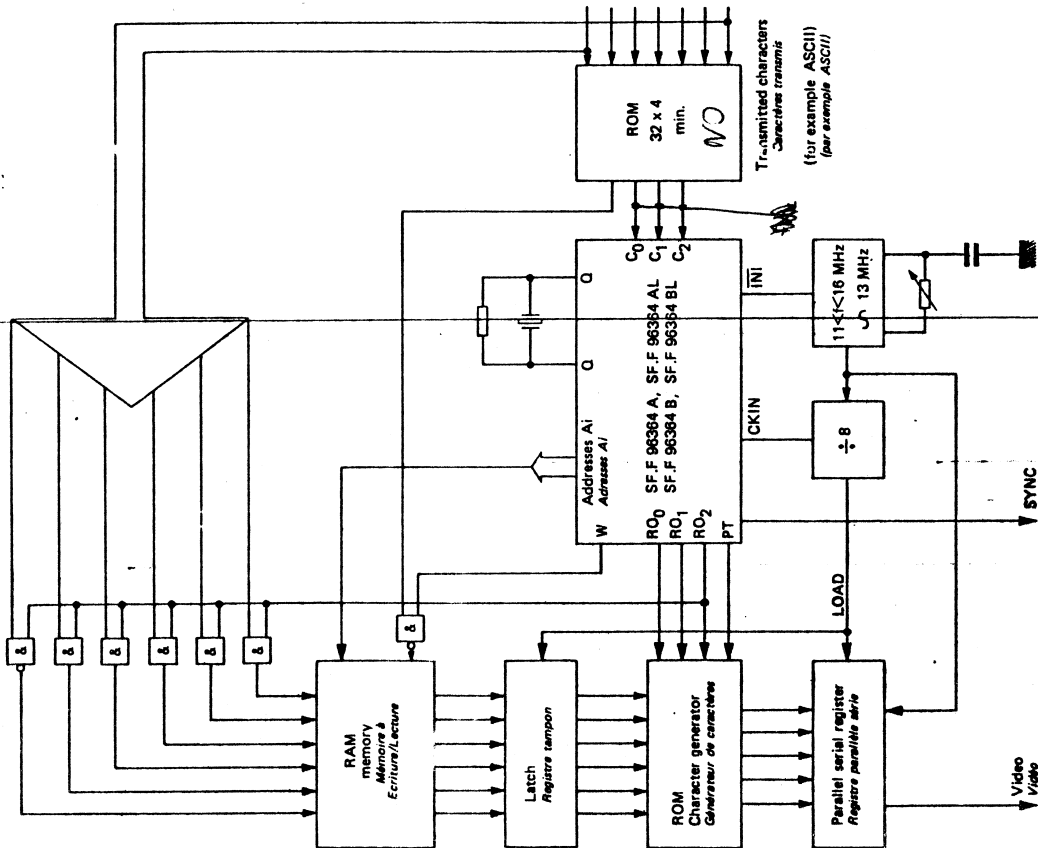 &
&
&
&
&
&
RAM
memory
Mémoire à
Ecriture/Lecture
&
Latch
Registre tampon
ROM
Character generator
Générateur de caractères
Parallel serial register
Registre parallèle série
Video
Vidéo
LOAD
SYNC
W
Addresses Ai
Adresses Ai
Q
Q
RO0
RO1
RO2
PT
SF.F 96364 A, SF.F 96364 AL
SF.F 96364 B, SF.F 96364 BL
C0
C1
C2
CKIN
INI
÷ 8
11<f<16 MHz
13 MHz
ROM
32 x 4
min.
Transmitted characters
Caractères transmis
(for example ASCII)
(par exemple ASCII)